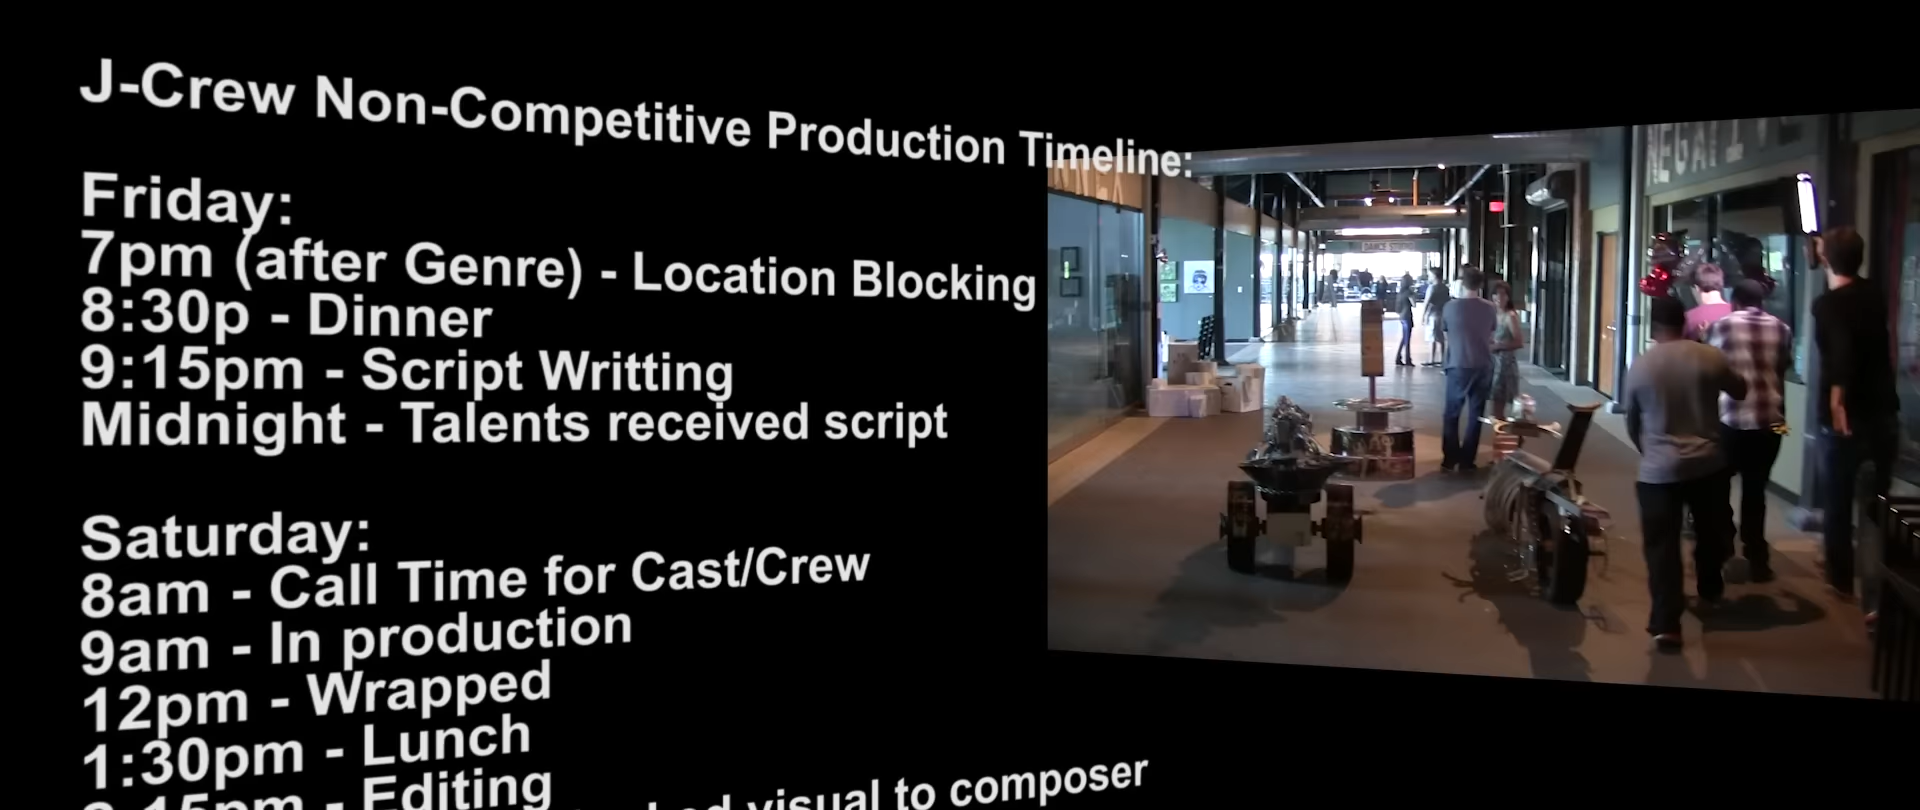 J-Crew Non-Competitive Production Timeline:
Friday:
7pm (after Genre) - Location Blocking
8:30p - Dinner
9:15pm - Script Writting
Midnight - Talents received script
Saturday:
8am - Call Time for Cast/Crew
9am - In production
12pm - Wrapped
1:30pm - Lunch
- Editing
visual to composer
DANCE STUDIO